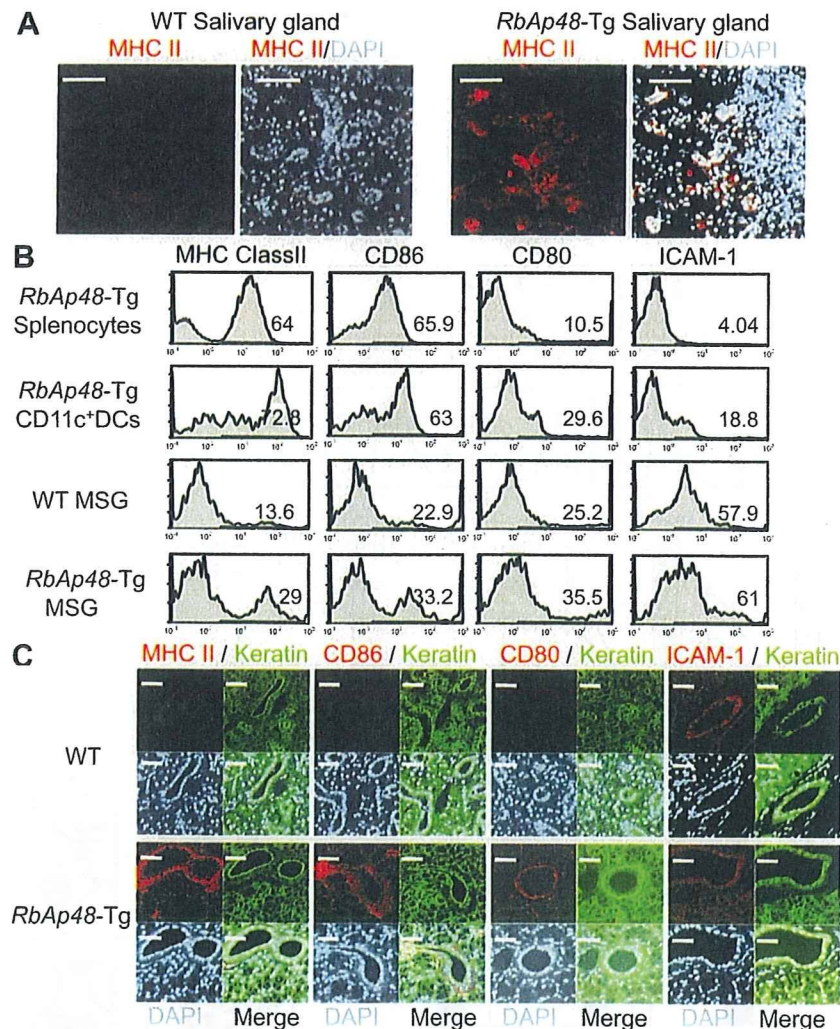 A
WT Salivary gland
RbAp48-Tg Salivary gland
MHC II
MHC II/DAPI
MHC II
MHC II/DAPI
B
MHC ClassII
CD86
CD80
ICAM-1
RbAp48-Tg
Splenocytes
64
65.9
10.5
4.04
RbAp48-Tg
CD11c⁺DCs
72.8
63
29.6
18.8
WT MSG
13.6
22.9
25.2
57.9
RbAp48-Tg
MSG
29
33.2
35.5
61
C
MHC II / Keratin
CD86 / Keratin
CD80 / Keratin
ICAM-1 / Keratin
WT
RbAp48-Tg
DAPI
Merge
DAPI
Merge
DAPI
Merge
DAPI
Merge